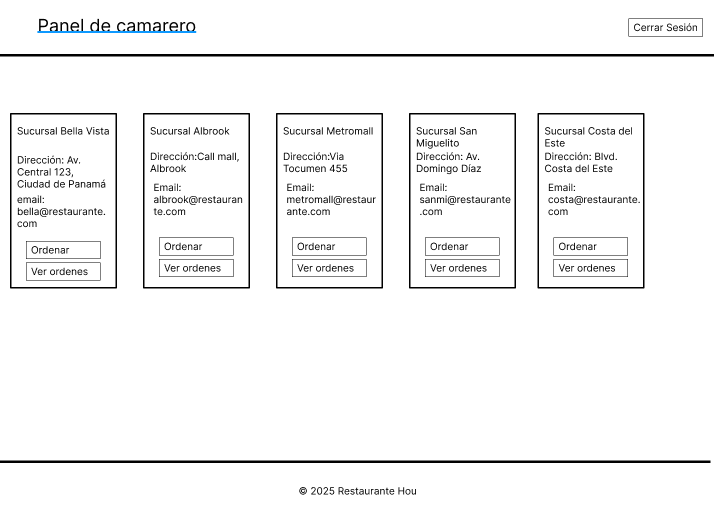 Panel de camarero
Cerrar Sesión
Sucursal Bella Vista
Dirección: Av.
Central 123,
Ciudad de Panamá
email:
bella@restaurante.
com
Ordenar
Ver ordenes
Sucursal Albrook
Dirección:Call mall,
Albrook
Email:
albrook@restauran
te.com
Ordenar
Ver ordenes
Sucursal Metromall
Dirección:Via
Tocumen 455
Email:
metromall@restaur
ante.com
Ordenar
Ver ordenes
Sucursal San
Miguelito
Dirección: Av.
Domingo Díaz
Email:
sanmi@restaurante
.com
Ordenar
Ver ordenes
Sucursal Costa del
Este
Dirección: Blvd.
Costa del Este
Email:
costa@restaurante.
com
Ordenar
Ver ordenes
© 2025 Restaurante Hou